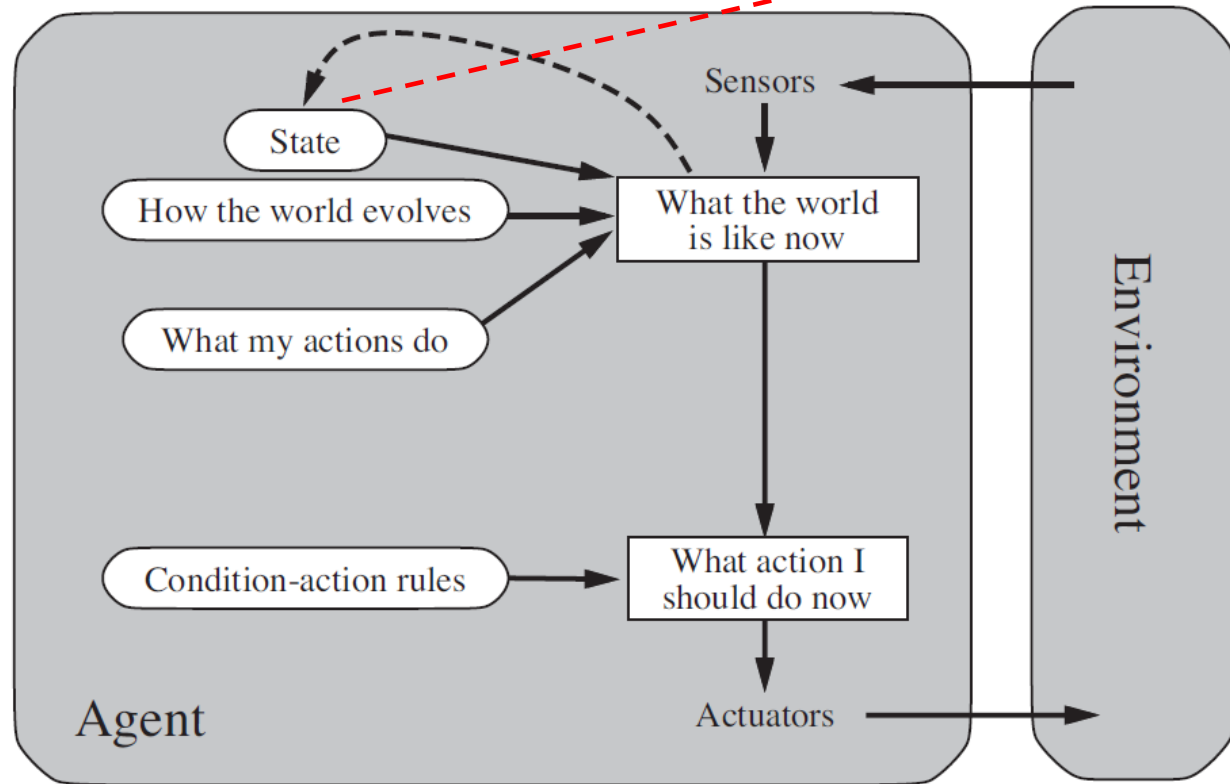 Sensors
State
How the world evolves
What the world
is like now
What my actions do
Environment
Condition-action rules
What action I
should do now
Agent
Actuators